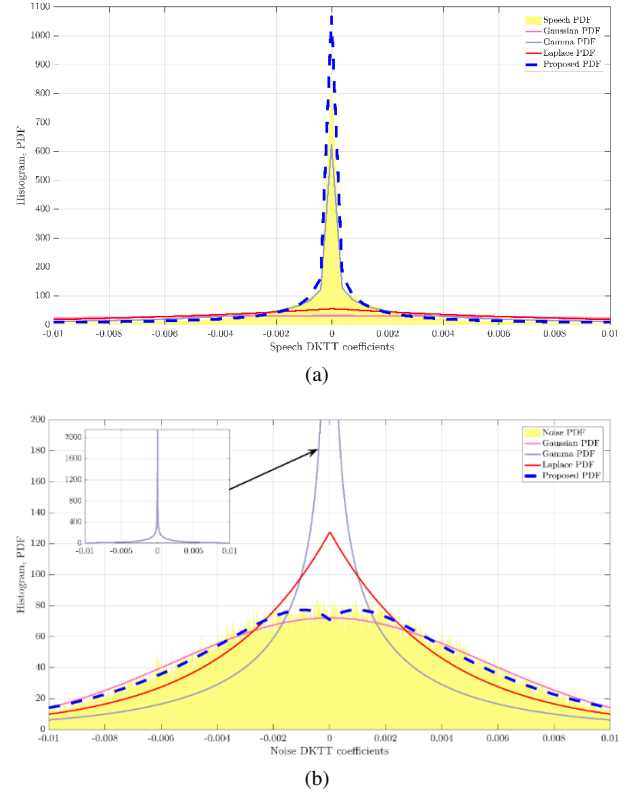 1100
1000
900
800
700
600
500
400
300
200
100
0
Histogram, PDF
Speech PDF
Gaussian PDF
Gamma PDF
Laplace PDF
Proposed PDF
-0.01 -0.008 -0.006 -0.004 -0.002 0 0.002 0.004 0.006 0.008 0.01
Speech DKTT coefficients
(a)
200
180
160
140
120
100
80
60
40
20
0
Histogram, PDF
2000
1600
1200
800
400
0
-0.01 -0.005 0 0.005 0.01
Noise PDF
Gaussian PDF
Gamma PDF
Laplace PDF
Proposed PDF
-0.01 -0.008 -0.006 -0.004 -0.002 0 0.002 0.004 0.006 0.008 0.01
Noise DKTT coefficients
(b)